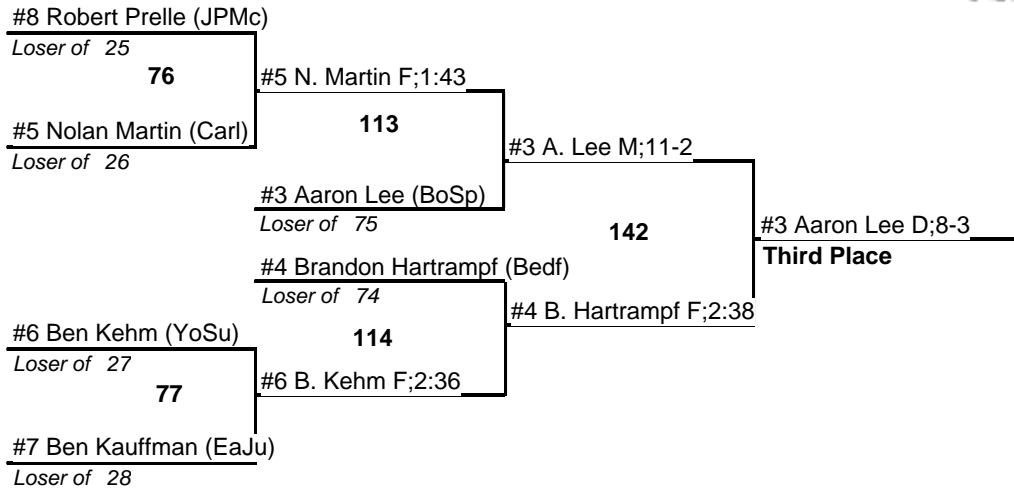 #8 Robert Prelle (JPMc)
Loser of 25
76
#5 N. Martin F;1:43
113
#5 Nolan Martin (Carl)
Loser of 26
#3 A. Lee M;11-2
#3 Aaron Lee (BoSp)
Loser of 75
142
#3 Aaron Lee D;8-3
Third Place
#4 Brandon Hartrampf (Bedf)
Loser of 74
#4 B. Hartrampf F;2:38
#6 Ben Kehm (YoSu)
114
Loser of 27
77
#6 B. Kehm F;2:36
#7 Ben Kauffman (EaJu)
Loser of 28